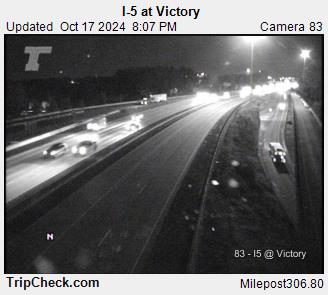 I-5 at Victory
Updated Oct 17 2024 8:07 PM Camera 83
T
N
83 - I5 @ Victory
TripCheck.com Milepost306.80